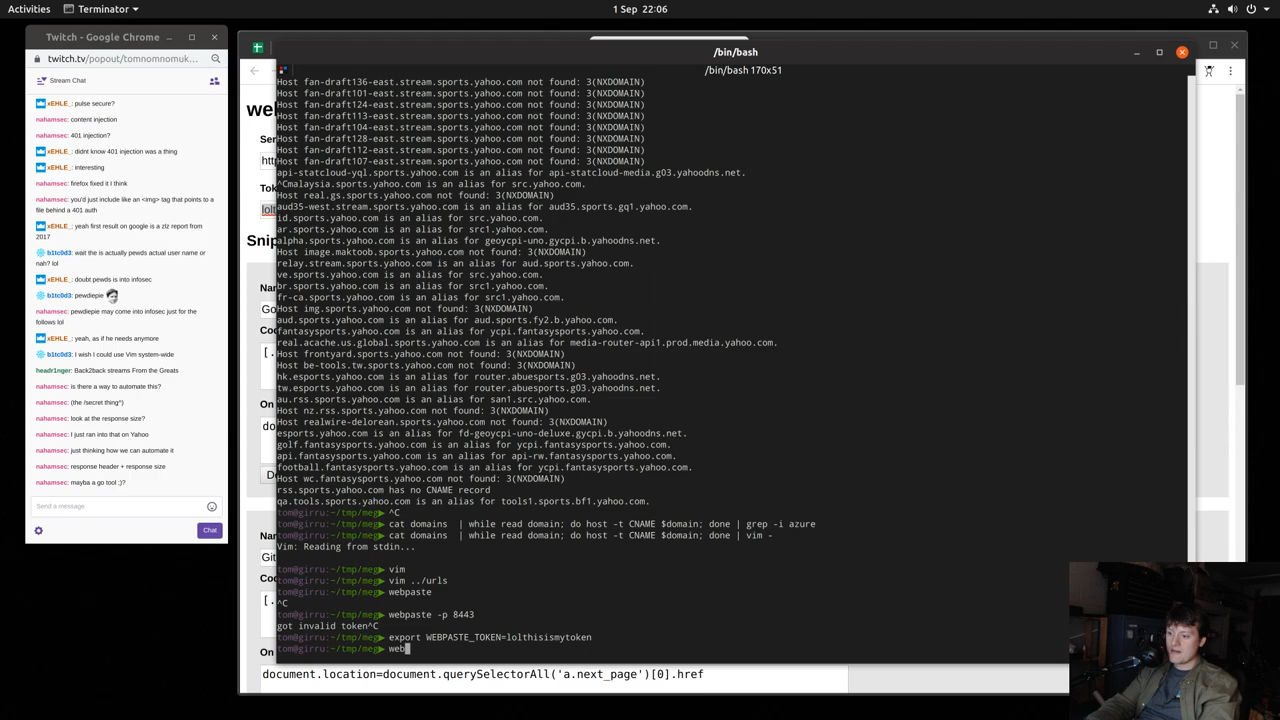 Activities
Terminator
1 Sep 22:06
Twitch - Google Chrome
twitch.tv/popout/tomnomnomuk...
Stream Chat
xEHLE_: pulse secure?
nahamsec: content injection
nahamsec: 401 injection?
xEHLE_: didnt know 401 injection was a thing
xEHLE_: interesting
nahamsec: firefox fixed it I think
nahamsec: you'd just include like an <img> tag that points to a
file behind a 401 auth
xEHLE_: yeah first result on google is a zlz report from
2017
b1tc0d3: wait the is actually pewds actual user name or
nah? lol
xEHLE_: doubt pewds is into infosec
b1tc0d3: pewdiepie
nahamsec: pewdiepie may come into infosec just for the
follows lol
xEHLE_: yeah, as if he needs anymore
b1tc0d3: I wish I could use Vim system-wide
headr1nger: Back2back streams From the Greats
nahamsec: is there a way to automate this?
nahamsec: (the /secret thing^)
nahamsec: look at the response size?
nahamsec: I just ran into that on Yahoo
nahamsec: just thinking how we can automate it
nahamsec: response header + response size
nahamsec: mayba a go tool ;)?
Send a message
Chat
/bin/bash
/bin/bash 170x51
Host fan-draft136-east.stream.sports.yahoo.com not found: 3(NXDOMAIN)
Host fan-draft101-east.stream.sports.yahoo.com not found: 3(NXDOMAIN)
Host fan-draft124-east.stream.sports.yahoo.com not found: 3(NXDOMAIN)
Host fan-draft113-east.stream.sports.yahoo.com not found: 3(NXDOMAIN)
Host fan-draft104-east.stream.sports.yahoo.com not found: 3(NXDOMAIN)
Host fan-draft128-east.stream.sports.yahoo.com not found: 3(NXDOMAIN)
Host fan-draft112-east.stream.sports.yahoo.com not found: 3(NXDOMAIN)
Host fan-draft107-east.stream.sports.yahoo.com not found: 3(NXDOMAIN)
api-statcloud-yql.sports.yahoo.com is an alias for api-statcloud-media.g03.yahoodns.net.
^Cmalaysia.sports.yahoo.com is an alias for src.yahoo.com.
Host real.gs.sports.yahoo.com not found: 3(NXDOMAIN)
aud35-west.stream.sports.yahoo.com is an alias for aud35.sports.gq1.yahoo.com.
id.sports.yahoo.com is an alias for src.yahoo.com.
ar.sports.yahoo.com is an alias for src1.yahoo.com.
alpha.sports.yahoo.com is an alias for geoycpi-uno.gycpi.b.yahoodns.net.
Host image.maktoob.sports.yahoo.com not found: 3(NXDOMAIN)
relay.stream.sports.yahoo.com is an alias for aud.sports.yahoo.com.
ve.sports.yahoo.com is an alias for src.yahoo.com.
br.sports.yahoo.com is an alias for src1.yahoo.com.
fr-ca.sports.yahoo.com is an alias for src1.yahoo.com.
Host img.sports.yahoo.com not found: 3(NXDOMAIN)
aud.sports.yahoo.com is an alias for aud.sports.fy2.b.yahoo.com.
fantasysports.yahoo.com is an alias for ycpi.fantasysports.yahoo.com.
real.acache.us.global.sports.yahoo.com is an alias for media-router-api1.prod.media.yahoo.com.
Host frontyard.sports.yahoo.com not found: 3(NXDOMAIN)
Host be-tools.tw.sports.yahoo.com not found: 3(NXDOMAIN)
hk.esports.yahoo.com is an alias for router.abuesports.g03.yahoodns.net.
tw.esports.yahoo.com is an alias for router.abuesports.g03.yahoodns.net.
au.rss.sports.yahoo.com is an alias for san1.src.yahoo.com.
Host nz.rss.sports.yahoo.com not found: 3(NXDOMAIN)
Host realwire-delorean.sports.yahoo.com not found: 3(NXDOMAIN)
esports.yahoo.com is an alias for fd-geoycpi-uno-deluxe.gycpi.b.yahoodns.net.
golf.fantasysports.yahoo.com is an alias for ycpi.fantasysports.yahoo.com.
api.fantasysports.yahoo.com is an alias for api-rw.fantasysports.yahoo.com.
football.fantasysports.yahoo.com is an alias for ycpi.fantasysports.yahoo.com.
Host wc.fantasysports.yahoo.com not found: 3(NXDOMAIN)
rss.sports.yahoo.com has no CNAME record
qa.tools.sports.yahoo.com is an alias for tools1.sports.bf1.yahoo.com.
tom@girru:~/tmp/meg▶ ^C
tom@girru:~/tmp/meg▶ cat domains | while read domain; do host -t CNAME $domain; done | grep -i azure
tom@girru:~/tmp/meg▶ cat domains | while read domain; do host -t CNAME $domain; done | vim -
Vim: Reading from stdin...
tom@girru:~/tmp/meg▶ vim
tom@girru:~/tmp/meg▶ vim ../urls
tom@girru:~/tmp/meg▶ webpaste
^C
tom@girru:~/tmp/meg▶ webpaste -p 8443
got invalid token^C
tom@girru:~/tmp/meg▶ export WEBPASTE_TOKEN=lolthisismytoken
tom@girru:~/tmp/meg▶ web
we
Ser
http
Tok
lolt
Snip
Na
Go
Co
[.
On
do
De
Na
Git
Co
[.
On
document.location=document.querySelectorAll('a.next_page')[0].href